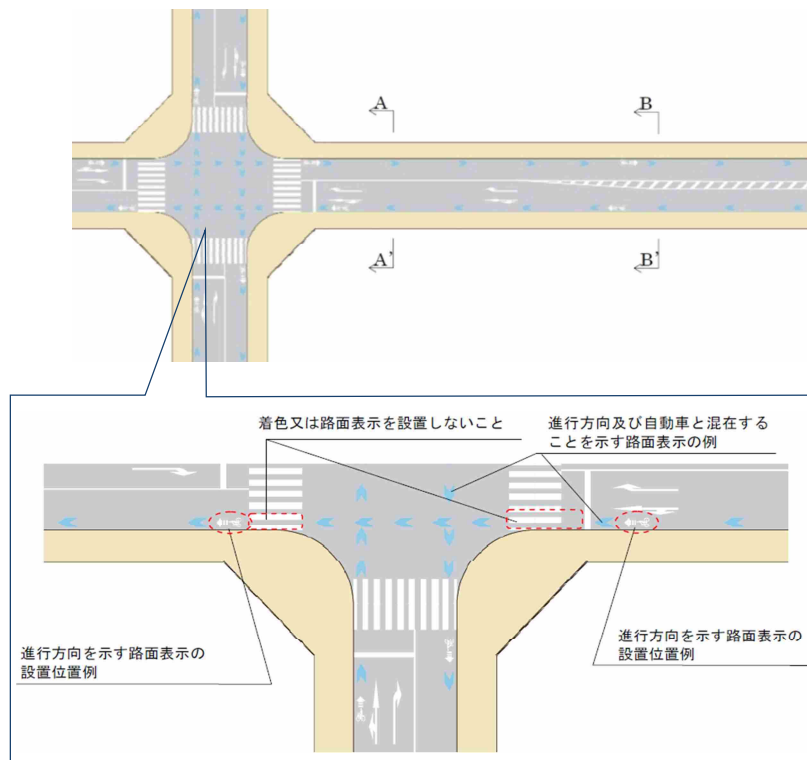 A
B
A'
B'
着色又は路面表示を設置しないこと
進行方向及び自動車と混在する
ことを示す路面表示の例
進行方向を示す路面表示の
設置位置例
進行方向を示す路面表示の
設置位置例